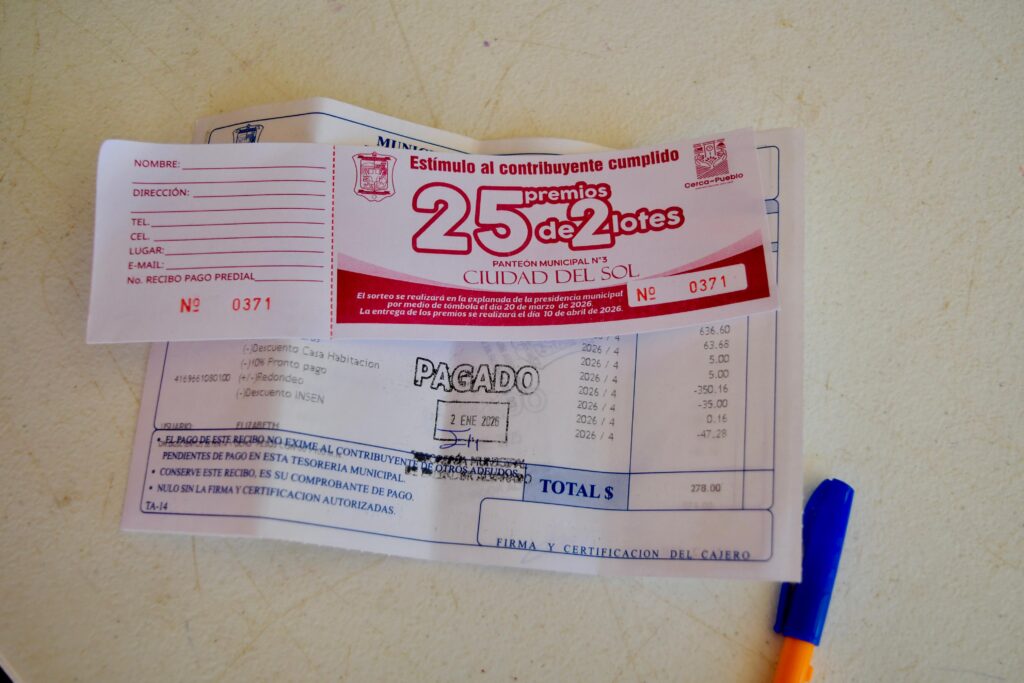 MUNIC
NOMBRE:
DIRECCIÓN:
TEL.
CEL.
LUGAR:
E-MAIL:
No. RECIBO PAGO PREDIAL
Nº 0371
Estímulo al contribuyente cumplido
25 premios
de 2 lotes
PANTEÓN MUNICIPAL N°3
CIUDAD DEL SOL
El sorteo se realizará en la explanada de la presidencia municipal
por medio de tómbola el día 20 de marzo de 2026.
La entrega de los premios se realizará el día 10 de abril de 2026.
Nº 0371
Cerca-Pueblo
636.60
2026 / 4 63.68
(-)Descuento Casa Habitacion 2026 / 4 5.00
(-)10% Pronto pago 2026 / 4 5.00
4169661080100 (+/-)Redondeo 2026 / 4 -350.16
(-)Descuento INSEN 2026 / 4 -35.00
2026 / 4 0.16
2026 / 4 -47.28
PAGADO
2 ENE 2026
USUARIO: ELIZABETH
• EL PAGO DE ESTE RECIBO NO EXIME AL CONTRIBUYENTE DE OTROS ADEUDOS
PENDIENTES DE PAGO EN ESTA TESORERIA MUNICIPAL.
• CONSERVE ESTE RECIBO, ES SU COMPROBANTE DE PAGO.
• NULO SIN LA FIRMA Y CERTIFICACION AUTORIZADAS.
TA-14
TOTAL $ 278.00
FIRMA Y CERTIFICACION DEL CAJERO